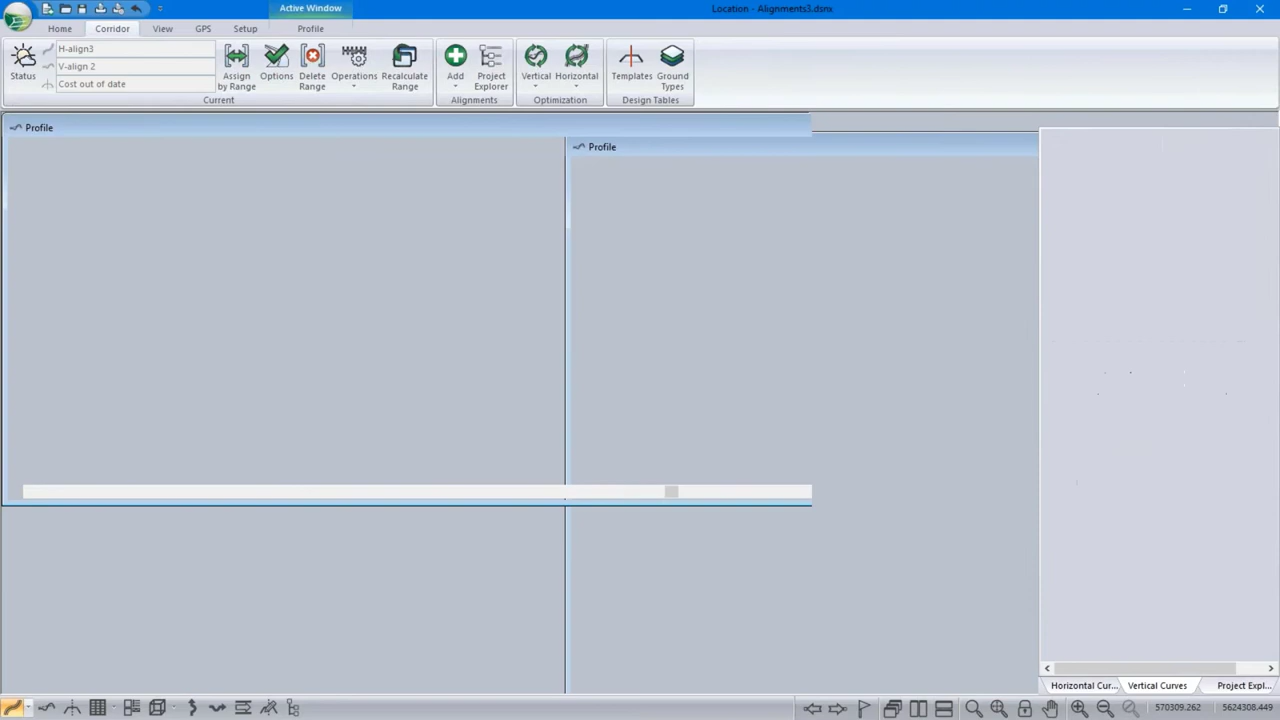 Active Window
Location - Alignments3.dsnx
Home
Corridor
View
GPS
Setup
Profile
Status
H-align3
V-align 2
Cost out of date
Assign by Range
Options
Delete Range
Operations
Recalculate Range
Add
Project Explorer
Vertical
Horizontal
Templates
Ground Types
Current
Alignments
Optimization
Design Tables
Profile
Profile
Horizontal Cur...
Vertical Curves
Project Expl...
570309.262
5624308.449